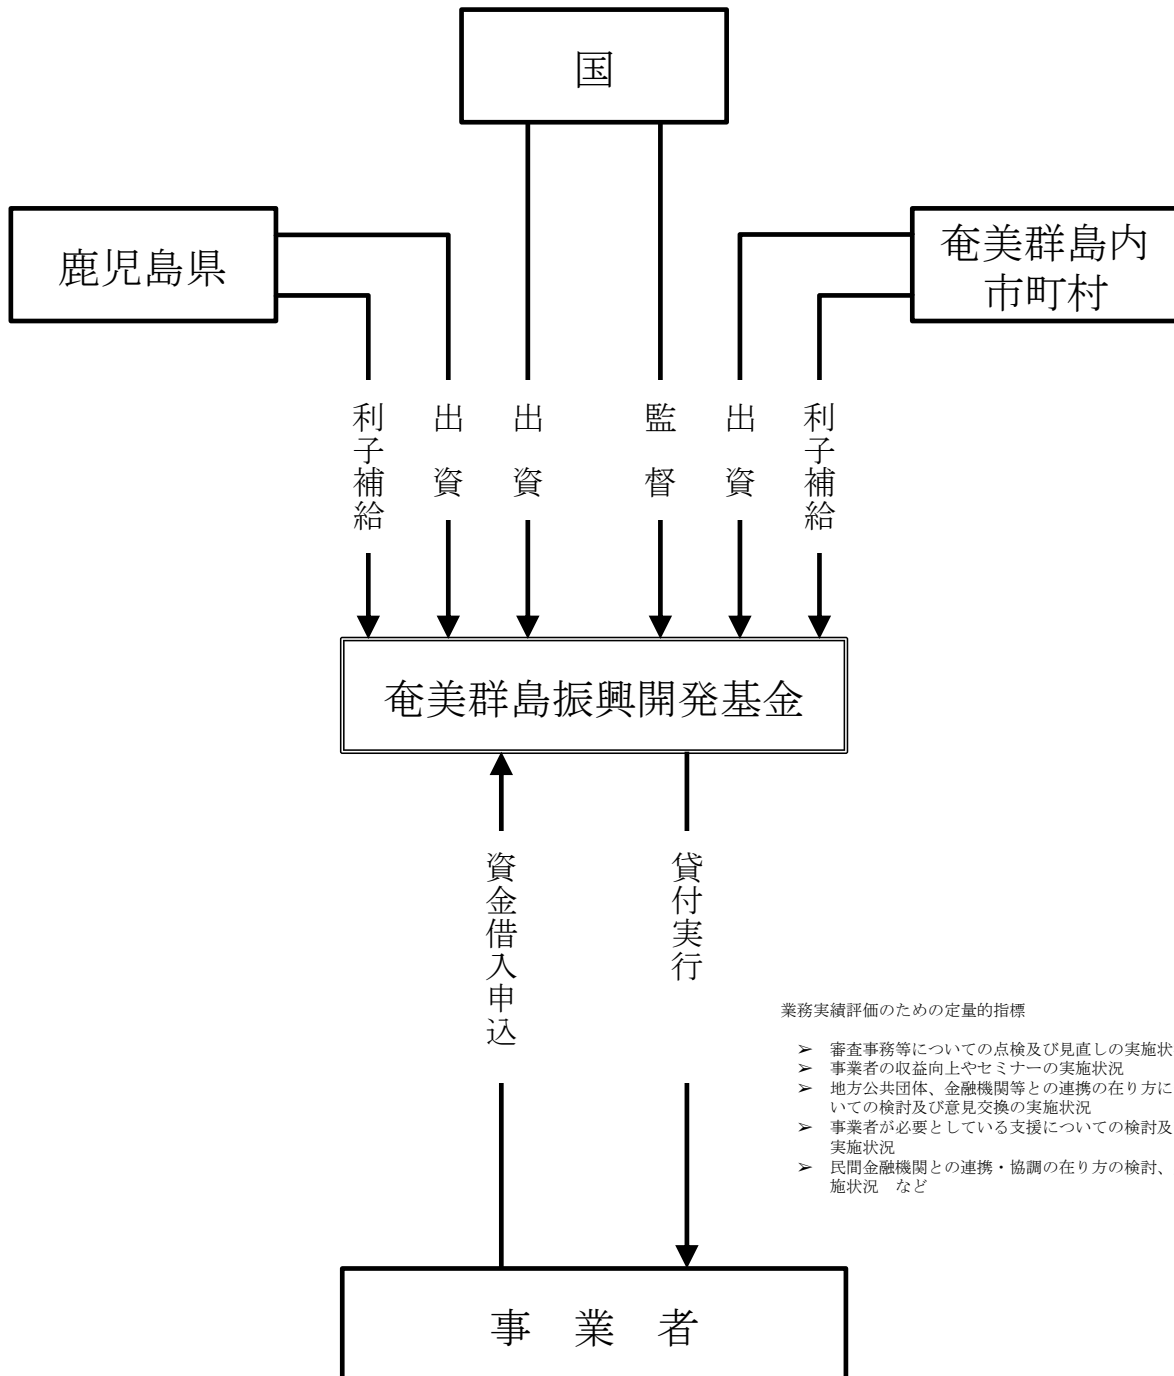 国
鹿児島県
奄美群島内
市町村
利子補給
出資
出資
監督
出資
利子補給
奄美群島振興開発基金
資金借入申込
貸付実行
業務実績評価のための定量的指標
➢ 審査事務等についての点検及び見直しの実施状
➢ 事業者の収益向上やセミナーの実施状況
➢ 地方公共団体、金融機関等との連携の在り方に
いての検討及び意見交換の実施状況
➢ 事業者が必要としている支援についての検討及
実施状況
➢ 民間金融機関との連携・協調の在り方の検討、
施状況 など
事 業 者